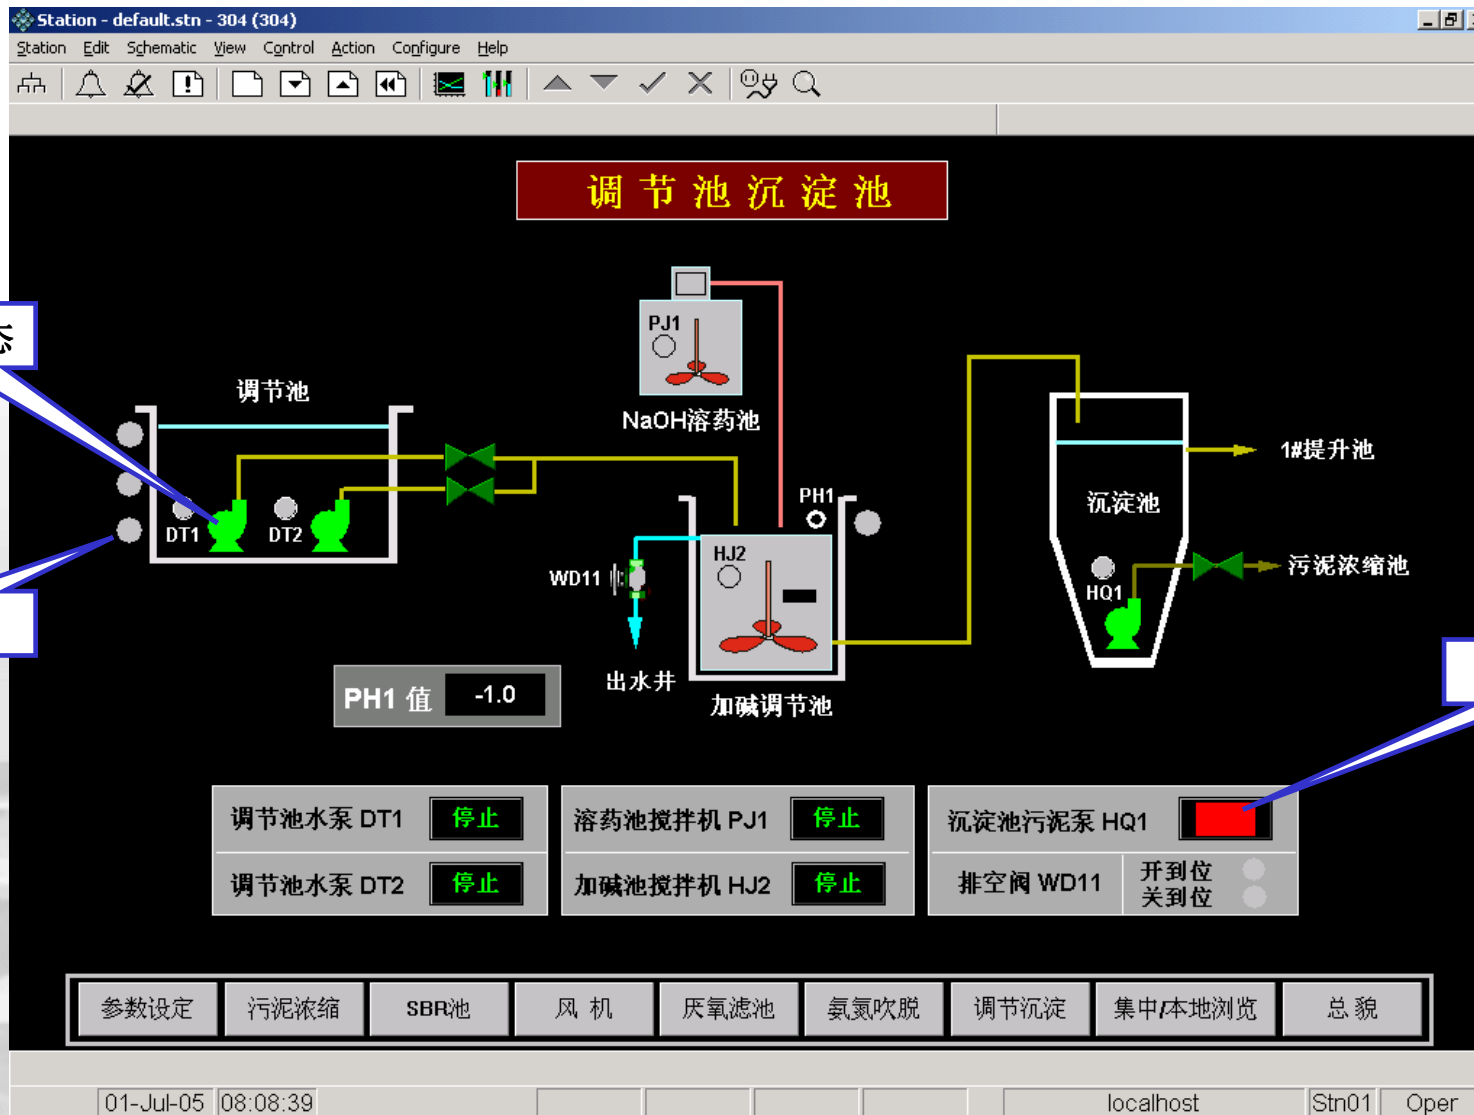 Station - default.stn - 304 (304)
Station Edit Schematic View Control Action Configure Help
调节池沉淀池
态
调节池
PJ1
NaOH溶药池
1#提升池
沉淀池
PH1
DT1
DT2
HJ2
WD11
HQ1
污泥浓缩池
出水井
加碱调节池
PH1 值 -1.0
调节池水泵 DT1 停止
溶药池搅拌机 PJ1 停止
沉淀池污泥泵 HQ1
调节池水泵 DT2 停止
加碱池搅拌机 HJ2 停止
排空阀 WD11 开到位
关到位
参数设定 污泥浓缩 SBR池 风 机 厌氧滤池 氨氮吹脱 调节沉淀 集中/本地浏览 总 貌
01-Jul-05 08:08:39 localhost Stn01 Oper